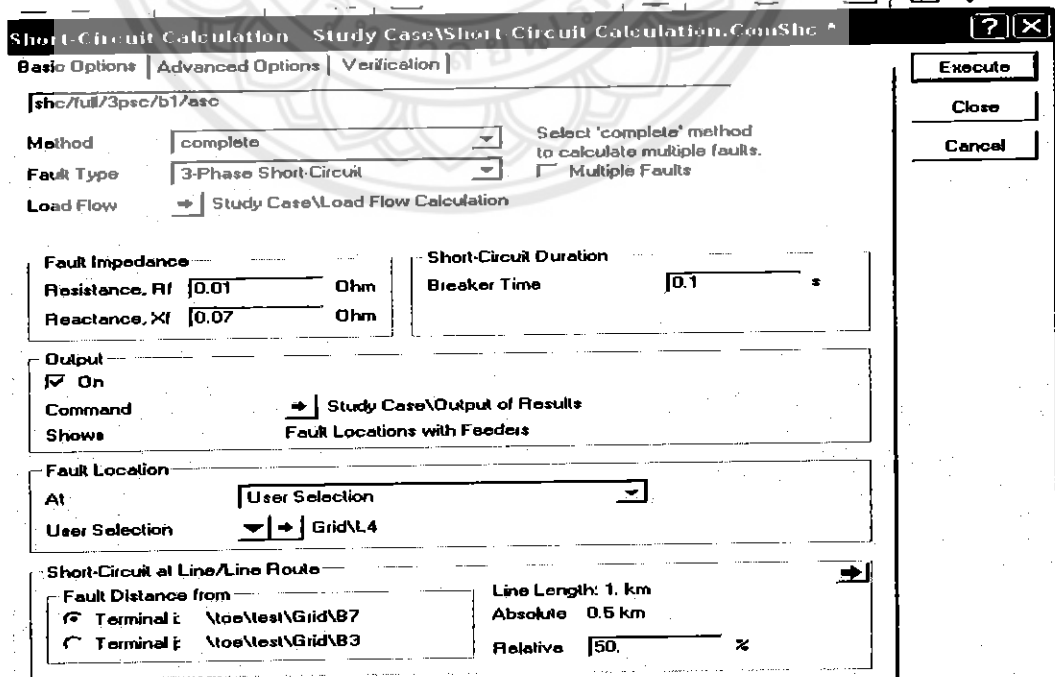 Short-Circuit Calculation Study Case\Short-Circuit Calculation.ComShc *
Basic Options Advanced Options Verification
Execute
Close
Cancel
shc/full/3psc/b1/asc
Method complete
Select 'complete' method
to calculate multiple faults.
Fault Type 3-Phase Short-Circuit
Multiple Faults
Load Flow Study Case\Load Flow Calculation
Fault Impedance
Resistance, Rf 0.01 Ohm
Reactance, Xf 0.07 Ohm
Short-Circuit Duration
Breaker Time 0.1 s
Output
On
Command Study Case\Output of Results
Shows Fault Locations with Feeders
Fault Location
At User Selection
User Selection Grid\L4
Short-Circuit at Line/Line Route
Fault Distance from
Terminal i: \toe\test\Grid\B7
Terminal j: \toe\test\Grid\B3
Line Length: 1. km
Absolute 0.5 km
Relative 50. %